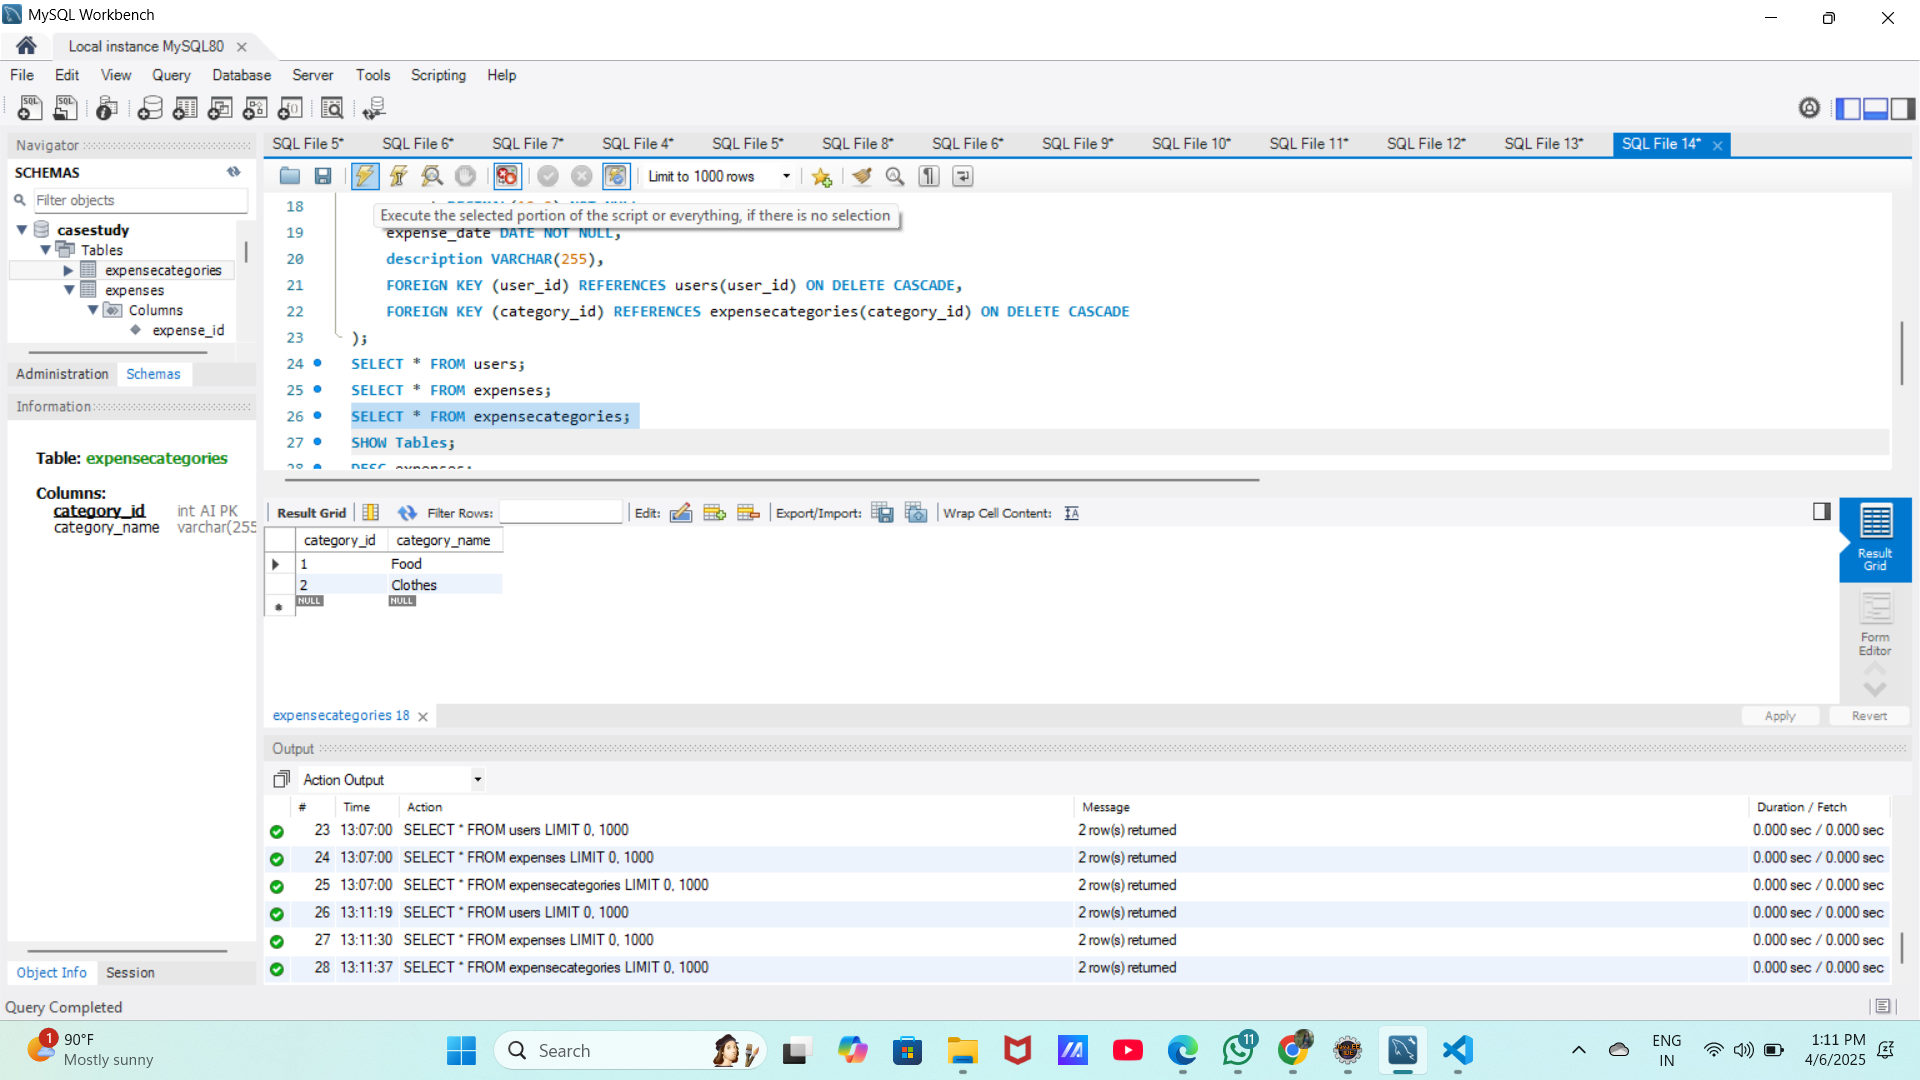 MySQL Workbench
Local instance MySQL80
File Edit View Query Database Server Tools Scripting Help
Navigator
SCHEMAS
Filter objects
casestudy
Tables
expensecategories
expenses
Columns
expense_id
Administration Schemas
Information
Table: expensecategories
Columns:
category_id int AI PK
category_name varchar(255
Object Info Session
SQL File 5* SQL File 6* SQL File 7* SQL File 4* SQL File 5* SQL File 8* SQL File 6* SQL File 9* SQL File 10* SQL File 11* SQL File 12* SQL File 13* SQL File 14*
Limit to 1000 rows
Execute the selected portion of the script or everything, if there is no selection
18
19 expense_date DATE NOT NULL,
20 description VARCHAR(255),
21 FOREIGN KEY (user_id) REFERENCES users(user_id) ON DELETE CASCADE,
22 FOREIGN KEY (category_id) REFERENCES expensecategories(category_id) ON DELETE CASCADE
23 );
24 SELECT * FROM users;
25 SELECT * FROM expenses;
26 SELECT * FROM expensecategories;
27 SHOW Tables;
28 DESC expenses;
Result Grid Filter Rows: Edit: Export/Import: Wrap Cell Content:
category_id category_name
1 Food
2 Clothes
NULL NULL
Result Grid
Form Editor
expensecategories 18
Apply Revert
Output
Action Output
# Time Action Message Duration / Fetch
23 13:07:00 SELECT * FROM users LIMIT 0, 1000 2 row(s) returned 0.000 sec / 0.000 sec
24 13:07:00 SELECT * FROM expenses LIMIT 0, 1000 2 row(s) returned 0.000 sec / 0.000 sec
25 13:07:00 SELECT * FROM expensecategories LIMIT 0, 1000 2 row(s) returned 0.000 sec / 0.000 sec
26 13:11:19 SELECT * FROM users LIMIT 0, 1000 2 row(s) returned 0.000 sec / 0.000 sec
27 13:11:30 SELECT * FROM expenses LIMIT 0, 1000 2 row(s) returned 0.000 sec / 0.000 sec
28 13:11:37 SELECT * FROM expensecategories LIMIT 0, 1000 2 row(s) returned 0.000 sec / 0.000 sec
Query Completed
1
90°F
Mostly sunny
Search
11
ENG
IN
1:11 PM
4/6/2025